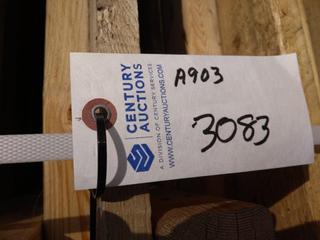 CENTURY
AUCTIONS
A DIVISION OF CENTURY SERVICES
WWW.CENTURYAUCTIONS.COM
A903
3083